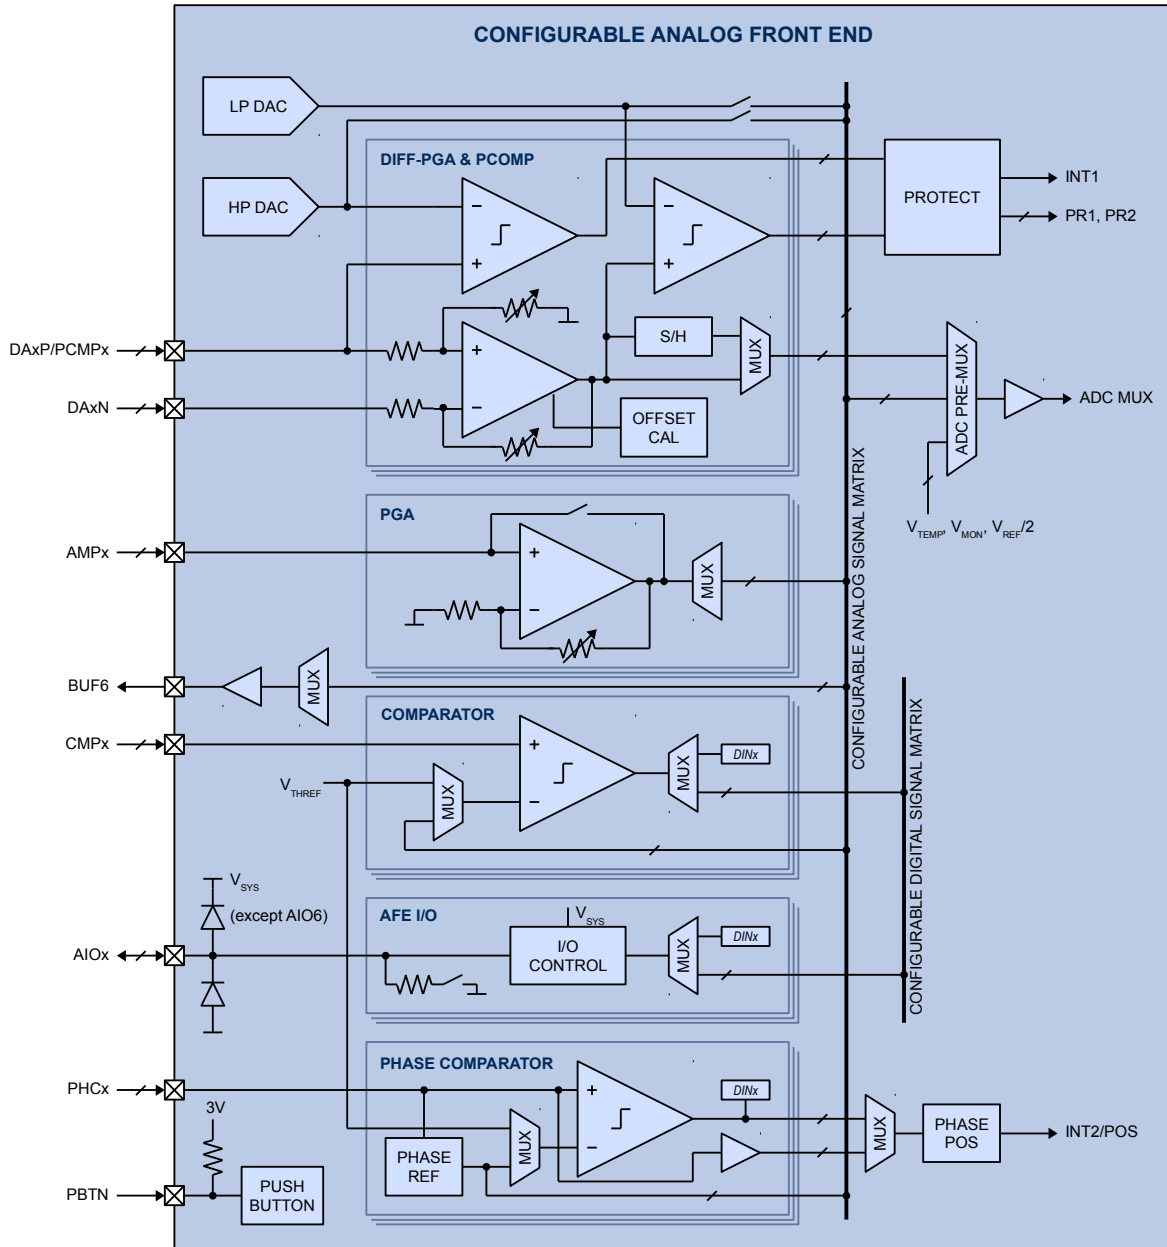 CONFIGURABLE ANALOG FRONT END
LP DAC
DIFF-PGA & PCOMP
HP DAC
−
+
−
+
PROTECT
INT1
PR1, PR2
DAxP/PCMPx
+
−
S/H
MUX
DAxN
OFFSET
CAL
ADC PRE-MUX
ADC MUX
VTEMP, VMON, VREF/2
CONFIGURABLE ANALOG SIGNAL MATRIX
PGA
AMPx
+
−
MUX
BUF6
MUX
COMPARATOR
CMPx
VTHREF
MUX
+
−
MUX
DINx
CONFIGURABLE DIGITAL SIGNAL MATRIX
VSYS
(except AIO6)
AFE I/O
VSYS
AIOx
I/O
CONTROL
MUX
DINx
PHASE COMPARATOR
PHCx
3V
PHASE
REF
MUX
+
−
DINx
MUX
PHASE
POS
INT2/POS
PBTN
PUSH
BUTTON